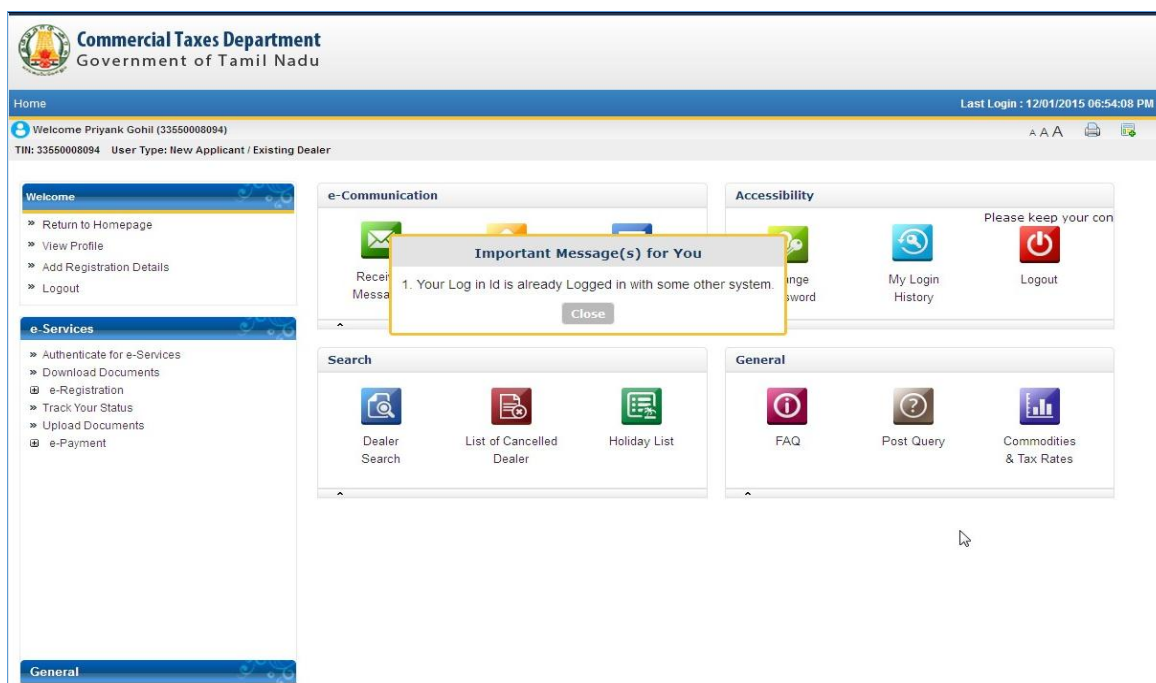 Commercial Taxes Department
Government of Tamil Nadu
Home
Last Login : 12/01/2015 06:54:08 PM
Welcome Priyank Gohil (33550008094)
A A A
TIN: 33550008094 User Type: New Applicant / Existing Dealer
Welcome
» Return to Homepage
» View Profile
» Add Registration Details
» Logout
e-Services
» Authenticate for e-Services
» Download Documents
e-Registration
» Track Your Status
» Upload Documents
e-Payment
General
e-Communication
Important Message(s) for You
1. Your Log in Id is already Logged in with some other system.
Close
Accessibility
Please keep your con
My Login
History
Logout
Search
Dealer
Search
List of Cancelled
Dealer
Holiday List
General
FAQ
Post Query
Commodities
& Tax Rates